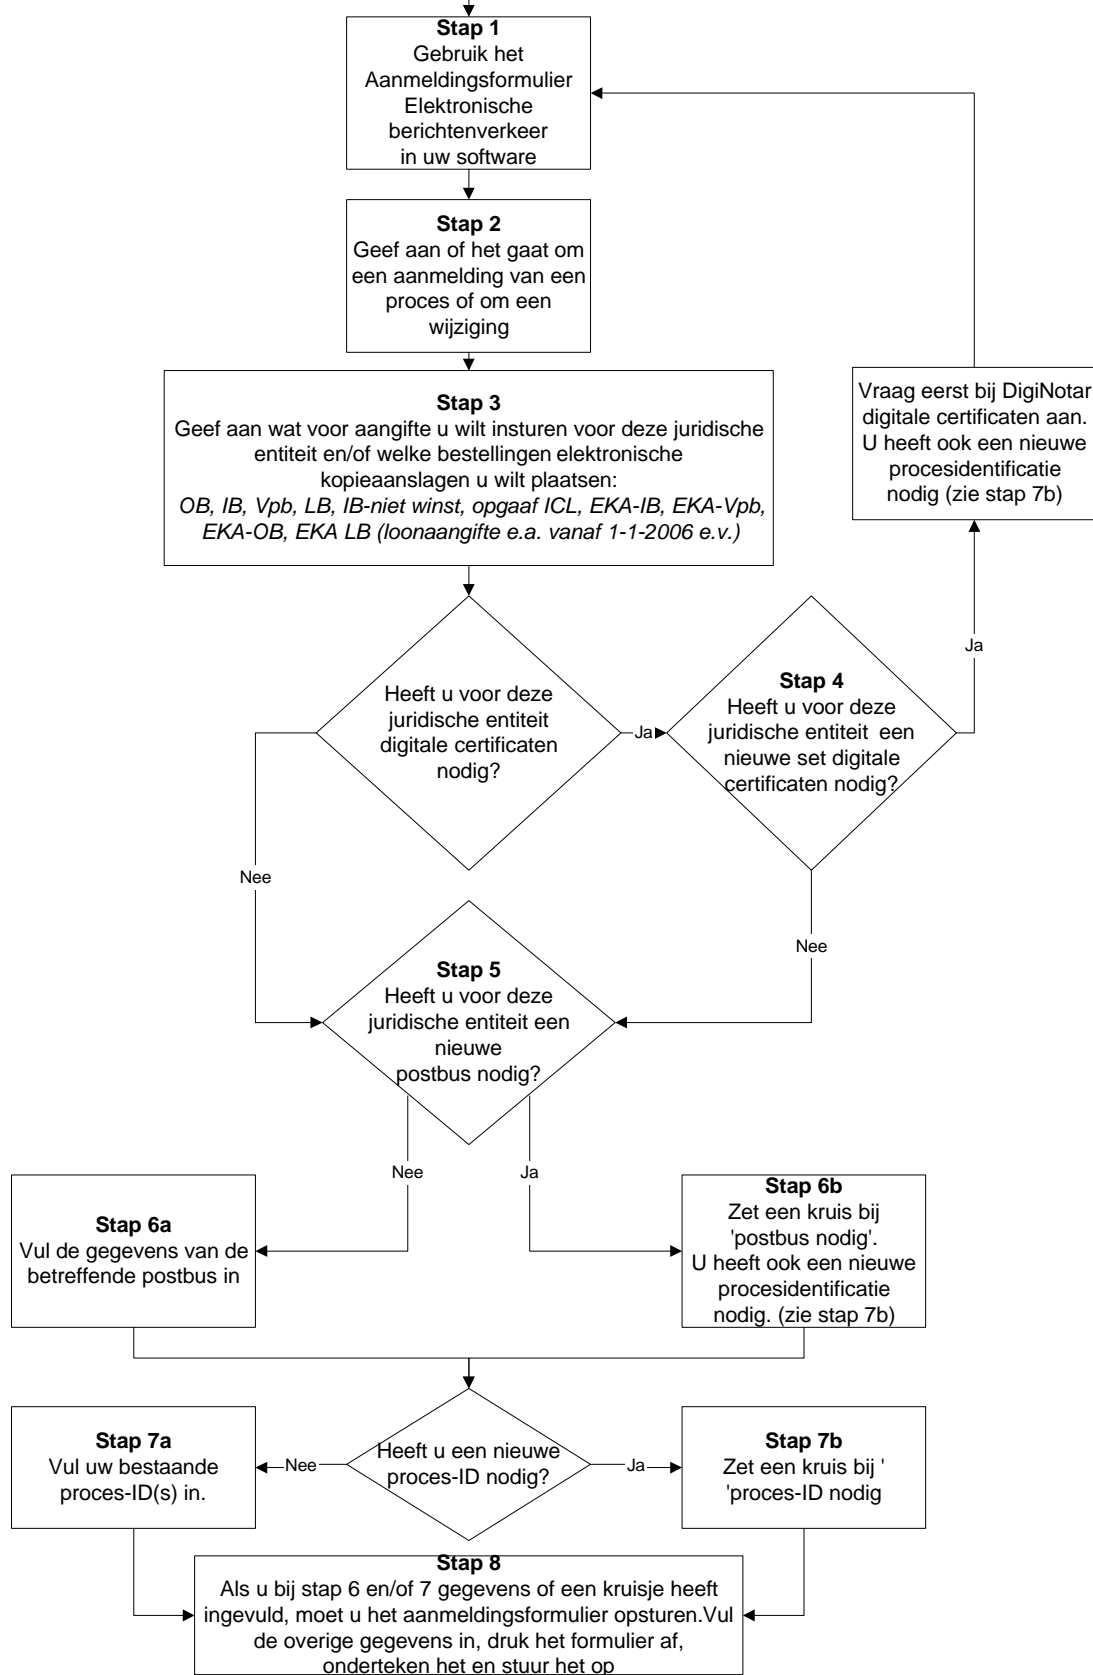 Stap 1
Gebruik het
Aanmeldingsformulier
Elektronische
berichtenverkeer
in uw software
Stap 2
Geef aan of het gaat om
een aanmelding van een
proces of om een
wijziging
Stap 3
Geef aan wat voor aangifte u wilt insturen voor deze juridische
entiteit en/of welke bestellingen elektronische
kopieaanslagen u wilt plaatsen:
OB, IB, Vpb, LB, IB-niet winst, opgaaf ICL, EKA-IB, EKA-Vpb,
EKA-OB, EKA LB (loonaangifte e.a. vanaf 1-1-2006 e.v.)
Vraag eerst bij DigiNotar
digitale certificaten aan.
U heeft ook een nieuwe
procesidentificatie
nodig (zie stap 7b)
Heeft u voor deze
juridische entiteit
digitale certificaten
nodig?
Ja
Stap 4
Heeft u voor deze
juridische entiteit  een
nieuwe set digitale
certificaten nodig?
Ja
Nee
Nee
Stap 5
Heeft u voor deze
juridische entiteit een
nieuwe
postbus nodig?
Nee
Ja
Stap 6a
Vul de gegevens van de
betreffende postbus in
Stap 6b
Zet een kruis bij
'postbus nodig'.
U heeft ook een nieuwe
procesidentificatie
nodig. (zie stap 7b)
Heeft u een nieuwe
proces-ID nodig?
Nee
Ja
Stap 7a
Vul uw bestaande
proces-ID(s) in.
Stap 7b
Zet een kruis bij '
'proces-ID nodig
Stap 8
Als u bij stap 6 en/of 7 gegevens of een kruisje heeft
ingevuld, moet u het aanmeldingsformulier opsturen.Vul
de overige gegevens in, druk het formulier af,
onderteken het en stuur het op